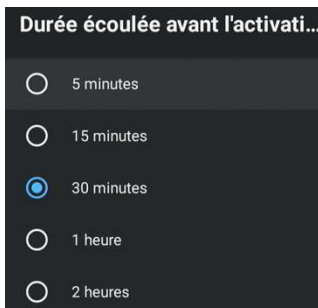 Durée écoulée avant l'activati...
5 minutes
15 minutes
30 minutes
1 heure
2 heures